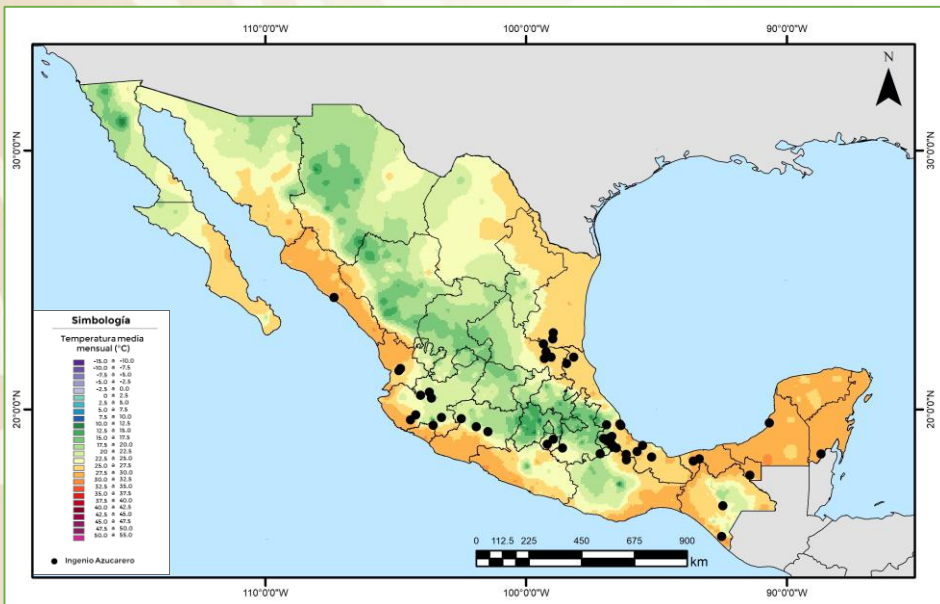 110°0'0"W 100°0'0"W 90°0'0"W
N
30°0'0"N 30°0'0"N
20°0'0"N 20°0'0"N
Simbología
Temperatura media
mensual (°C)
-15.0 a -10.0
-10.0 a -7.5
-7.5 a -5.0
-5.0 a -2.5
-2.5 a 0.0
0 a 2.5
2.5 a 5.0
5.0 a 7.5
7.5 a 10.0
10.0 a 12.5
12.5 a 15.0
15.0 a 17.5
17.5 a 20.0
20 a 22.5
22.5 a 25.0
25.0 a 27.5
27.5 a 30.0
30.0 a 32.5
32.5 a 35.0
35.0 a 37.5
37.5 a 40.0
40.0 a 42.5
42.5 a 45.0
45.0 a 47.5
47.5 a 50.0
50.0 a 55.0
Ingenio Azucarero
0 112.5 225 450 675 900
km
110°0'0"W 100°0'0"W 90°0'0"W